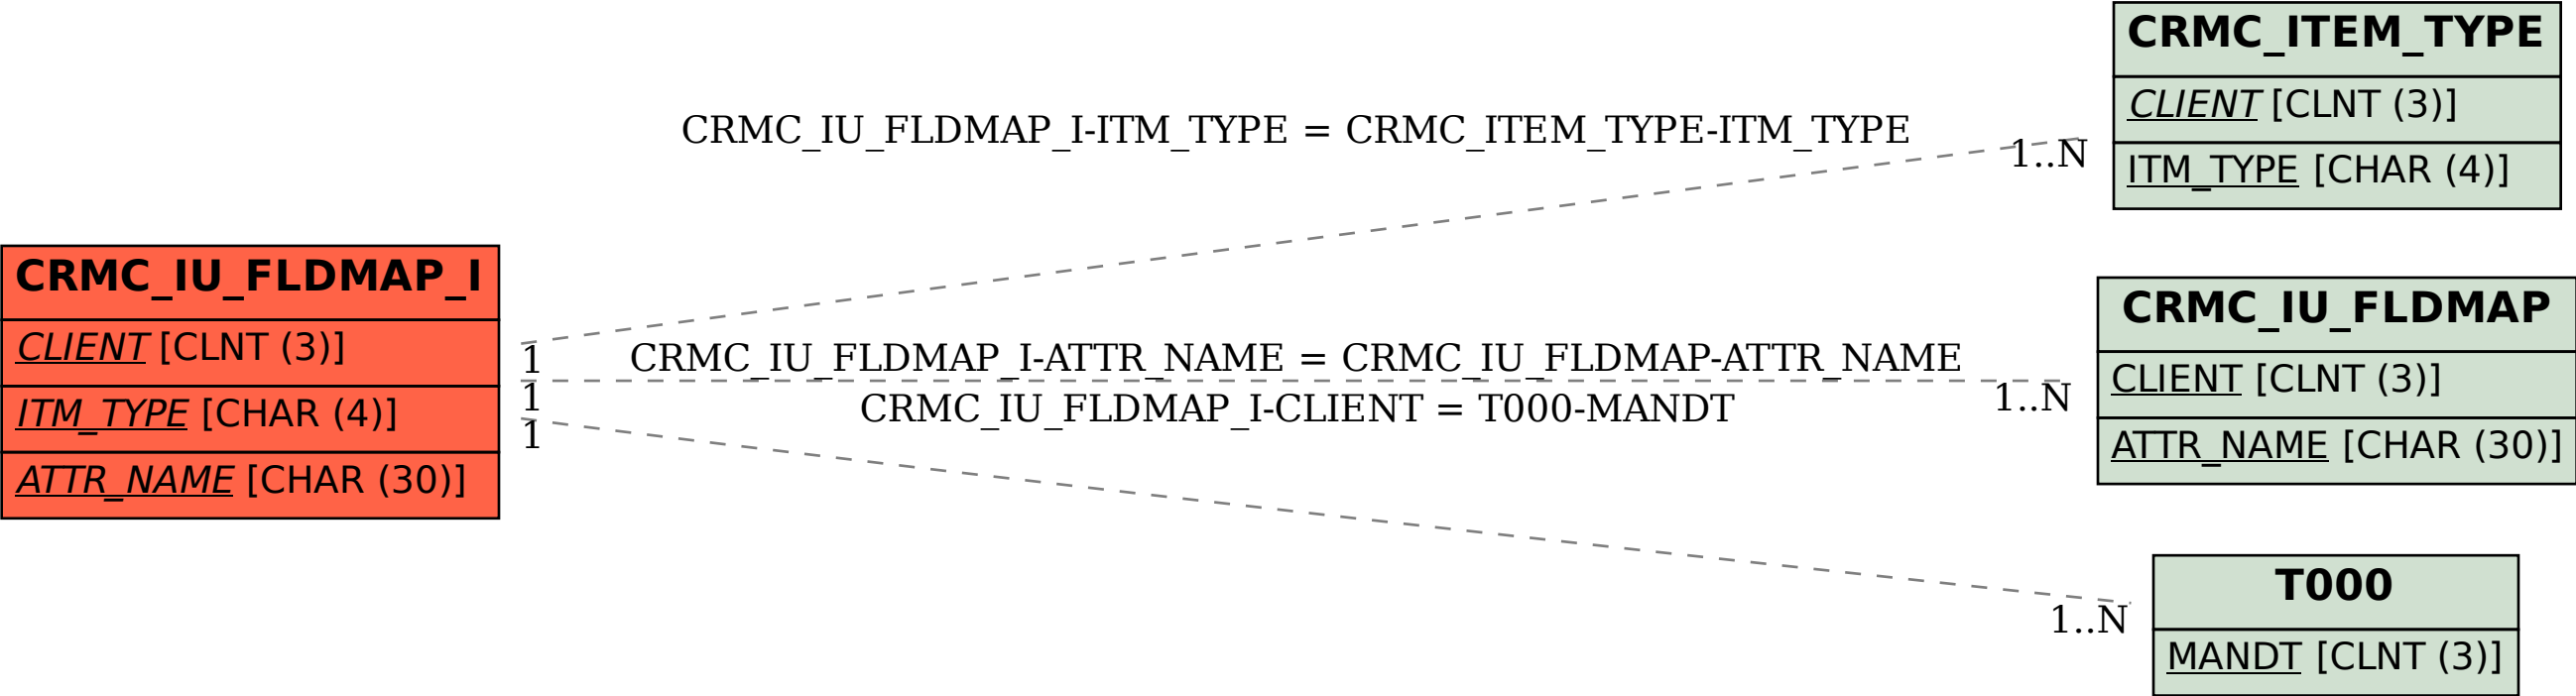 CRMC_ITEM_TYPE
CLIENT [CLNT (3)]
ITM_TYPE [CHAR (4)]
CRMC_IU_FLDMAP_I-ITM_TYPE = CRMC_ITEM_TYPE-ITM_TYPE
1..N
CRMC_IU_FLDMAP_I
CLIENT [CLNT (3)]
ITM_TYPE [CHAR (4)]
ATTR_NAME [CHAR (30)]
1
1
1
CRMC_IU_FLDMAP_I-ATTR_NAME = CRMC_IU_FLDMAP-ATTR_NAME
1..N
CRMC_IU_FLDMAP_I-CLIENT = T000-MANDT
CRMC_IU_FLDMAP
CLIENT [CLNT (3)]
ATTR_NAME [CHAR (30)]
1..N
T000
MANDT [CLNT (3)]